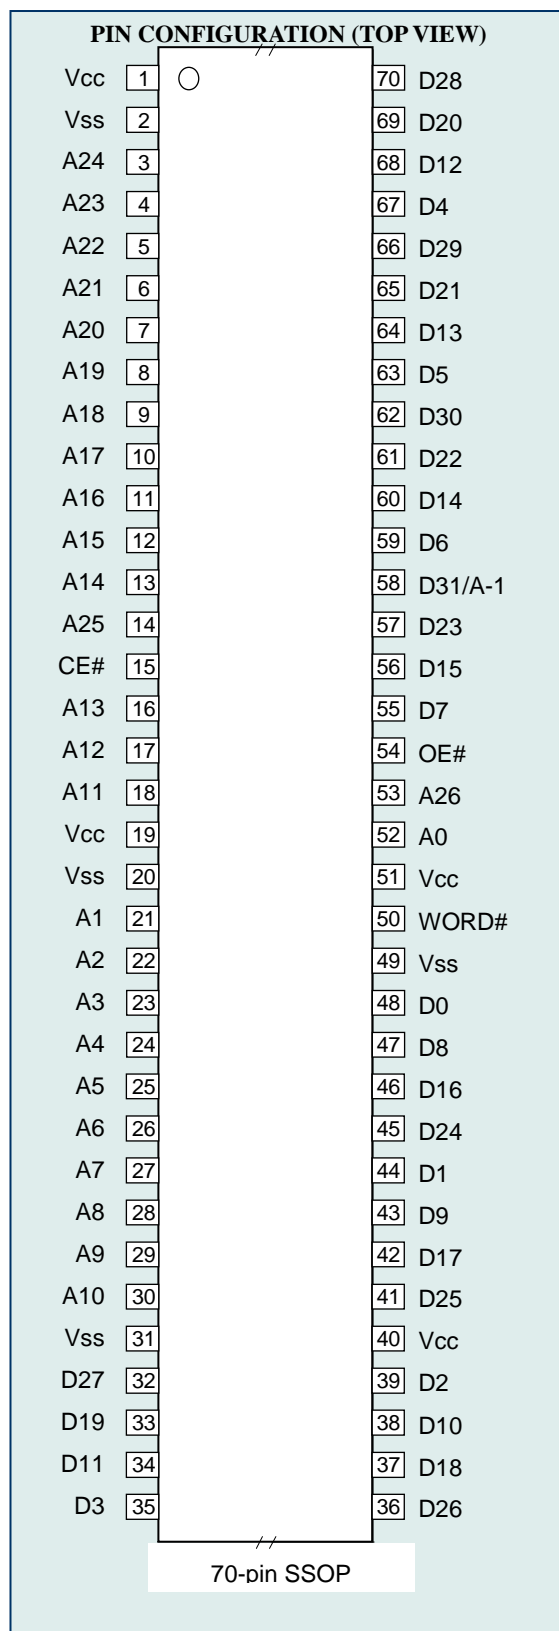 PIN CONFIGURATION (TOP VIEW)
Vcc 1 70 D28
Vss 2 69 D20
A24 3 68 D12
A23 4 67 D4
A22 5 66 D29
A21 6 65 D21
A20 7 64 D13
A19 8 63 D5
A18 9 62 D30
A17 10 61 D22
A16 11 60 D14
A15 12 59 D6
A14 13 58 D31/A-1
A25 14 57 D23
CE# 15 56 D15
A13 16 55 D7
A12 17 54 OE#
A11 18 53 A26
Vcc 19 52 A0
Vss 20 51 Vcc
A1 21 50 WORD#
A2 22 49 Vss
A3 23 48 D0
A4 24 47 D8
A5 25 46 D16
A6 26 45 D24
A7 27 44 D1
A8 28 43 D9
A9 29 42 D17
A10 30 41 D25
Vss 31 40 Vcc
D27 32 39 D2
D19 33 38 D10
D11 34 37 D18
D3 35 36 D26
70-pin SSOP